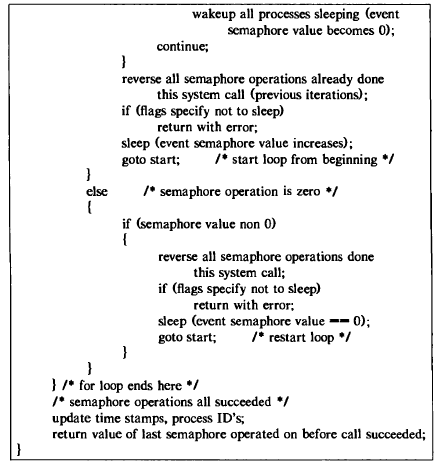 wakeup all processes sleeping (event
semaphore value becomes 0);
continue;
}
reverse all semaphore operations already done
this system call (previous iterations);
if (flags specify not to sleep)
return with error;
sleep (event semaphore value increases);
goto start; /* start loop from beginning */
}
else /* semaphore operation is zero */
{
if (semaphore value non 0)
{
reverse all semaphore operations done
this system call;
if (flags specify not to sleep)
return with error;
sleep (event semaphore value == 0);
goto start; /* restart loop */
}
}
} /* for loop ends here */
/* semaphore operations all succeeded */
update time stamps, process ID's;
return value of last semaphore operated on before call succeeded;
}